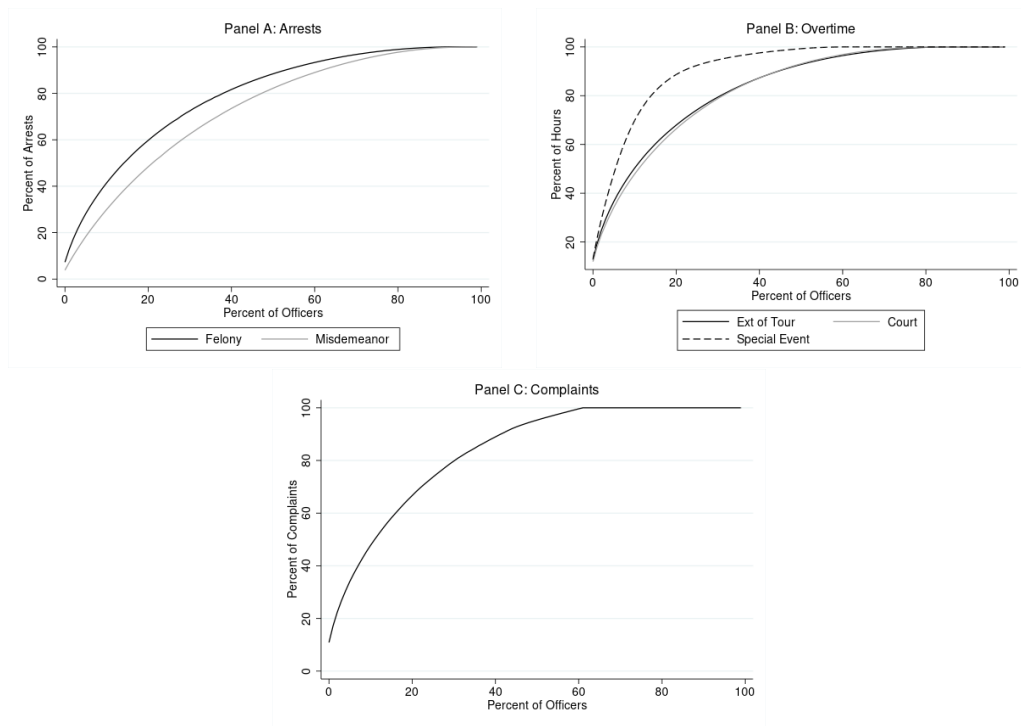 Panel A: Arrests
Percent of Arrests
100
80
60
40
20
0
0 20 40 60 80 100
Percent of Officers
Felony Misdemeanor
Panel B: Overtime
Percent of Hours
100
80
60
40
20
0 20 40 60 80 100
Percent of Officers
Ext of Tour Court
Special Event
Panel C: Complaints
Percent of Complaints
100
80
60
40
20
0
0 20 40 60 80 100
Percent of Officers